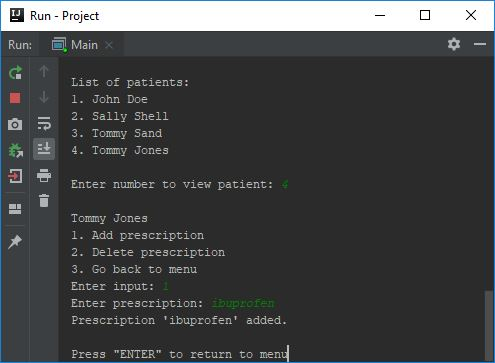 Run - Project
Run: Main
List of patients:
1. John Doe
2. Sally Shell
3. Tommy Sand
4. Tommy Jones
Enter number to view patient: 4
Tommy Jones
1. Add prescription
2. Delete prescription
3. Go back to menu
Enter input: 1
Enter prescription: ibuprofen
Prescription 'ibuprofen' added.
Press "ENTER" to return to menu